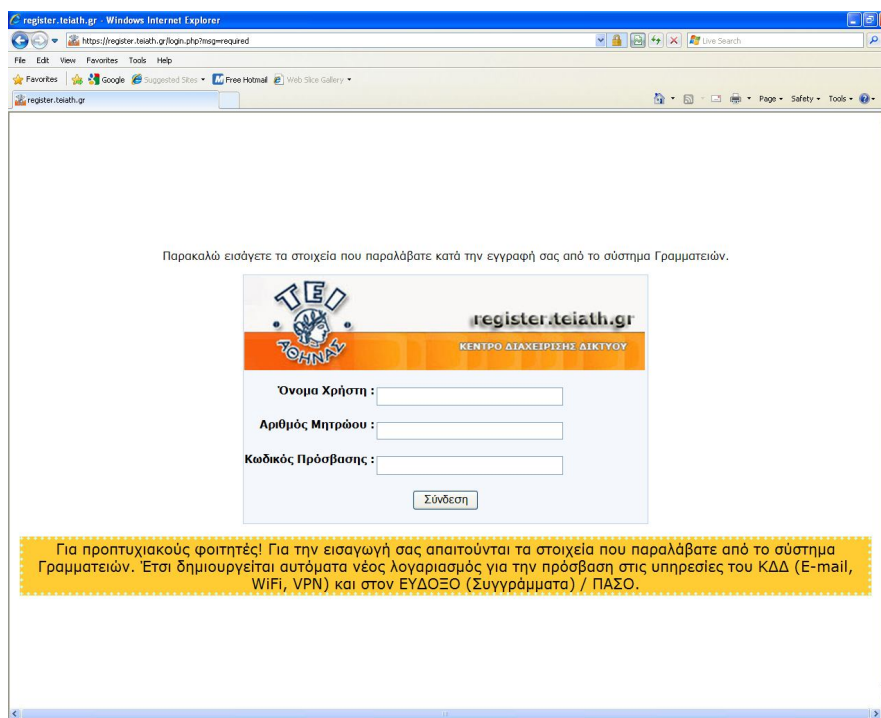 register.teiath.gr - Windows Internet Explorer
https://register.teiath.gr/login.php?msg=required
Live Search
File Edit View Favorites Tools Help
Favorites Google Suggested Sites Free Hotmail Web Slice Gallery
register.teiath.gr
Page Safety Tools
Παρακαλώ εισάγετε τα στοιχεία που παραλάβατε κατά την εγγραφή σας από το σύστημα Γραμματειών.
ΤΕΙ
ΑΘΗΝΑΣ
register.teiath.gr
ΚΕΝΤΡΟ ΔΙΑΧΕΙΡΙΣΗΣ ΔΙΚΤΥΟΥ
Όνομα Χρήστη :
Αριθμός Μητρώου :
Κωδικός Πρόσβασης :
Σύνδεση
Για προπτυχιακούς φοιτητές! Για την εισαγωγή σας απαιτούνται τα στοιχεία που παραλάβατε από το σύστημα
Γραμματειών. Έτσι δημιουργείται αυτόματα νέος λογαριασμός για την πρόσβαση στις υπηρεσίες του ΚΔΔ (E-mail,
WiFi, VPN) και στον ΕΥΔΟΞΟ (Συγγράμματα) / ΠΑΣΟ.